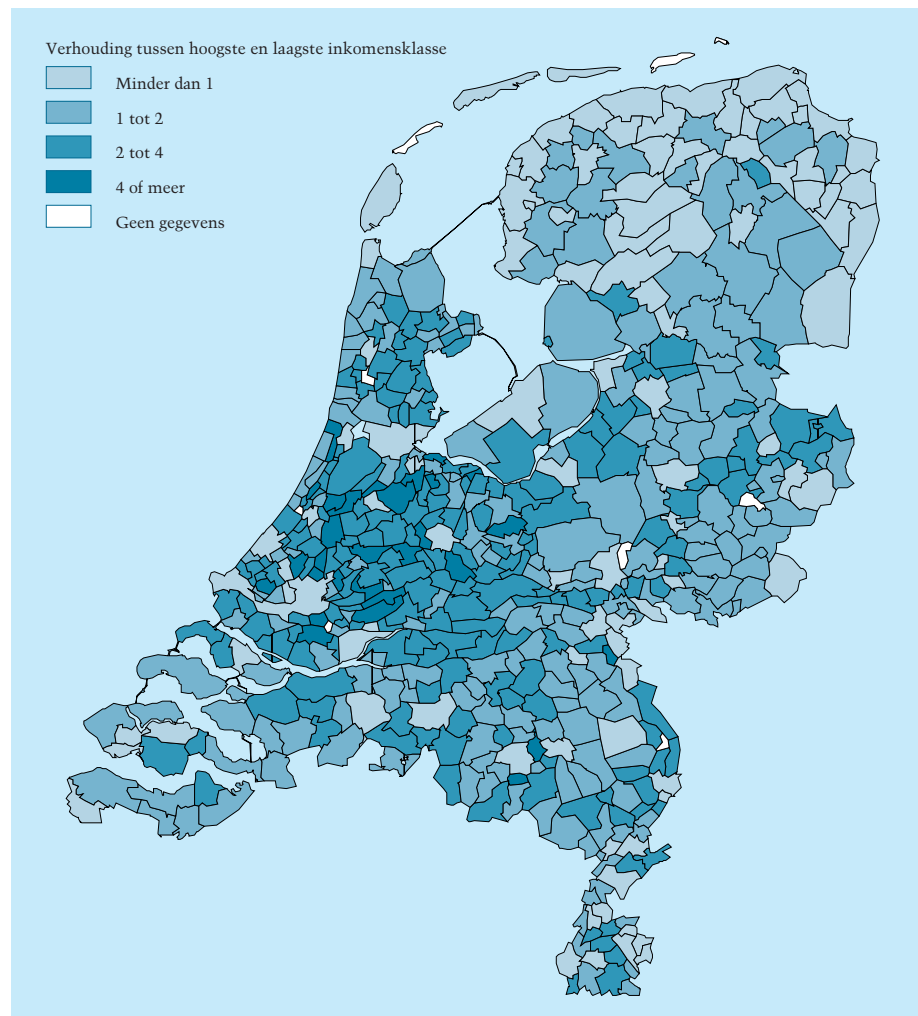 Verhouding tussen hoogste en laagste inkomensklasse
Minder dan 1
1 tot 2
2 tot 4
4 of meer
Geen gegevens